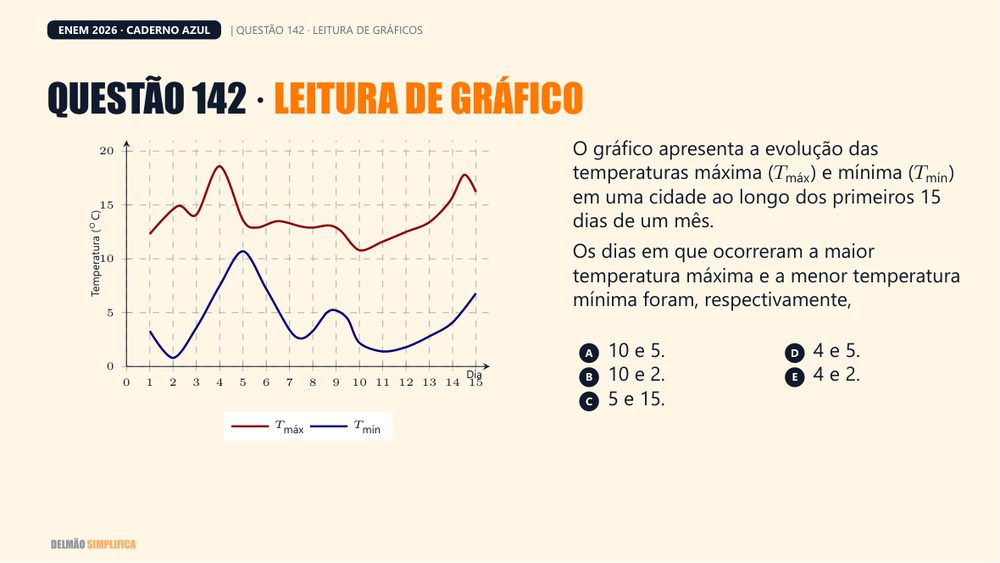 ENEM 2026 · CADERNO AZUL | QUESTÃO 142 · LEITURA DE GRÁFICOS
QUESTÃO 142 · LEITURA DE GRÁFICO
20
15
10
5
0
Temperatura (°C)
0 1 2 3 4 5 6 7 8 9 10 11 12 13 14 15
Dia
Tmáx Tmín
O gráfico apresenta a evolução das
temperaturas máxima (Tmáx) e mínima (Tmín)
em uma cidade ao longo dos primeiros 15
dias de um mês.
Os dias em que ocorreram a maior
temperatura máxima e a menor temperatura
mínima foram, respectivamente,
A 10 e 5.
B 10 e 2.
C 5 e 15.
D 4 e 5.
E 4 e 2.
DELMÃO SIMPLIFICA